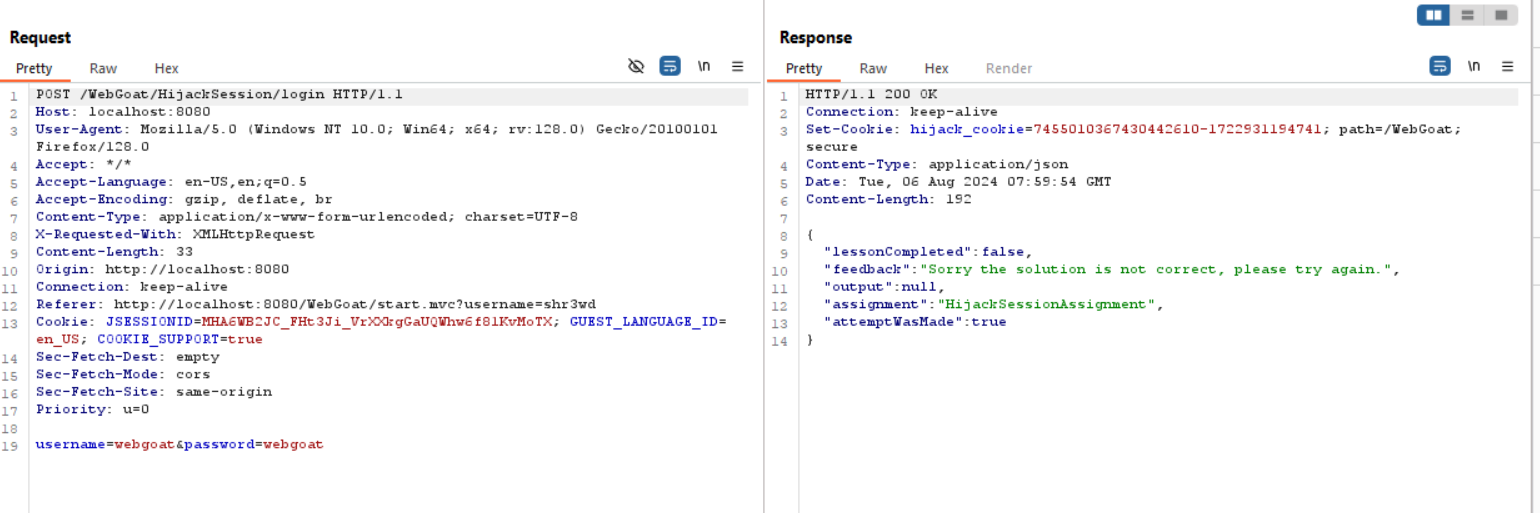 Request
Pretty Raw Hex \n
1 POST /WebGoat/HijackSession/login HTTP/1.1
2 Host: localhost:8080
3 User-Agent: Mozilla/5.0 (Windows NT 10.0; Win64; x64; rv:128.0) Gecko/20100101
Firefox/128.0
4 Accept: */*
5 Accept-Language: en-US,en;q=0.5
6 Accept-Encoding: gzip, deflate, br
7 Content-Type: application/x-www-form-urlencoded; charset=UTF-8
8 X-Requested-With: XMLHttpRequest
9 Content-Length: 33
10 Origin: http://localhost:8080
11 Connection: keep-alive
12 Referer: http://localhost:8080/WebGoat/start.mvc?username=shr3wd
13 Cookie: JSESSIONID=MHA6WB2JC_FHt3Ji_VrXXkgGaUQWhw6f81KvMoTX; GUEST_LANGUAGE_ID=
en_US; COOKIE_SUPPORT=true
14 Sec-Fetch-Dest: empty
15 Sec-Fetch-Mode: cors
16 Sec-Fetch-Site: same-origin
17 Priority: u=0
18
19 username=webgoat&password=webgoat
Response
Pretty Raw Hex Render \n
1 HTTP/1.1 200 OK
2 Connection: keep-alive
3 Set-Cookie: hijack_cookie=7455010367430442610-1722931194741; path=/WebGoat;
secure
4 Content-Type: application/json
5 Date: Tue, 06 Aug 2024 07:59:54 GMT
6 Content-Length: 192
7
8 {
9 "lessonCompleted":false,
10 "feedback":"Sorry the solution is not correct, please try again.",
11 "output":null,
12 "assignment":"HijackSessionAssignment",
13 "attemptWasMade":true
14 }